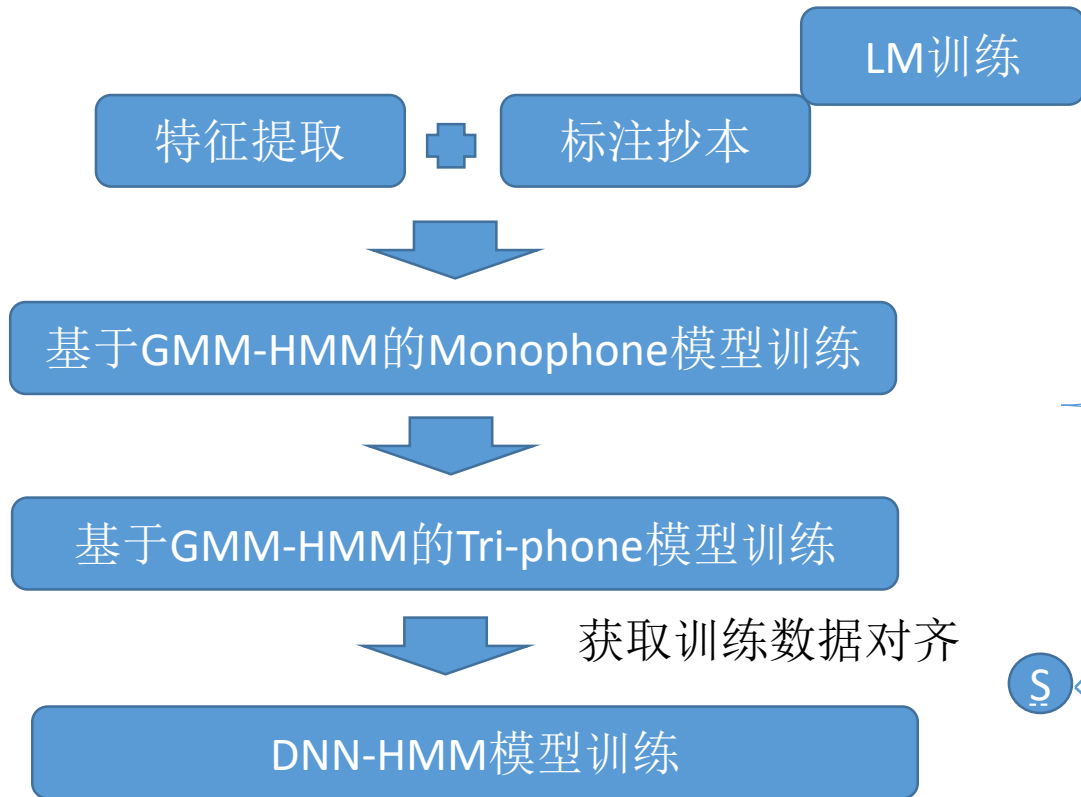 LM训练
特征提取
标注抄本
基于GMM-HMM的Monophone模型训练
基于GMM-HMM的Tri-phone模型训练
获取训练数据对齐
S
DNN-HMM模型训练